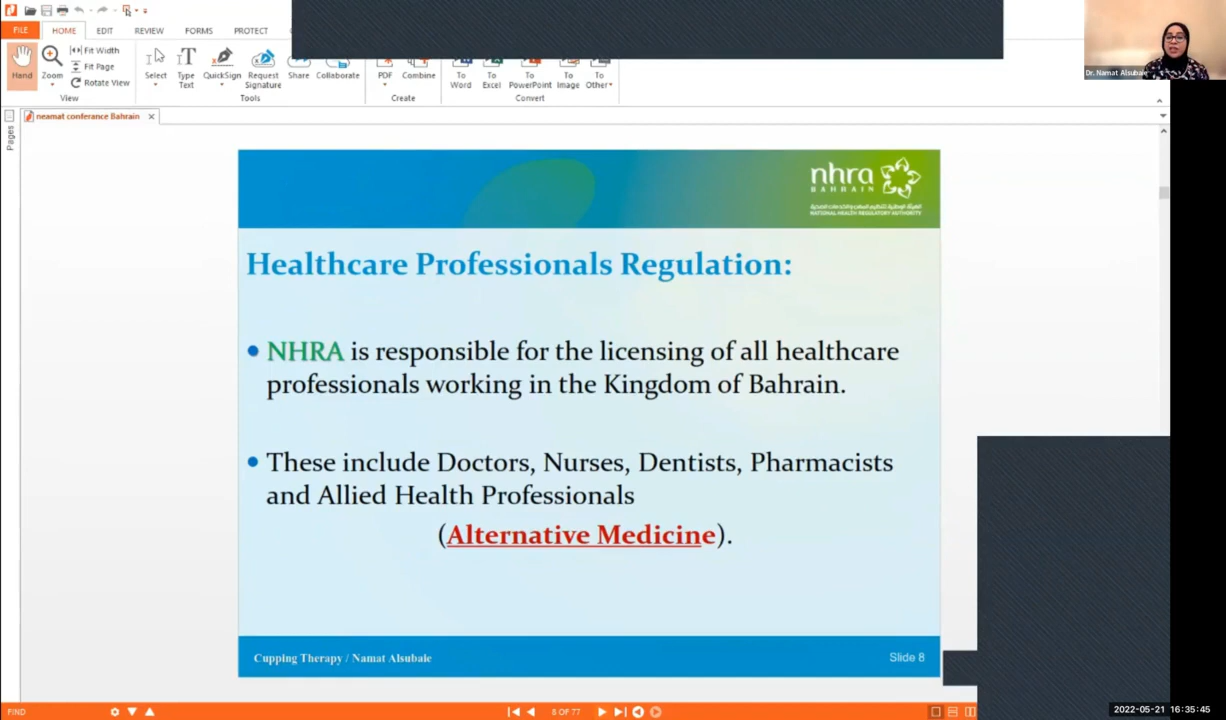 FILE
HOME
EDIT
REVIEW
FORMS
PROTECT
Hand
Zoom
Fit Width
Fit Page
Rotate View
View
Select
Type Text
QuickSign
Request Signature
Share
Collaborate
Tools
PDF
Combine
Create
To Word
To Excel
To PowerPoint
To Image
To Other
Convert
Dr. Namat Alsubaie
neamat conferance Bahrain
Pages
nhra
BAHRAIN
NATIONAL HEALTH REGULATORY AUTHORITY
Healthcare Professionals Regulation:
• NHRA is responsible for the licensing of all healthcare
professionals working in the Kingdom of Bahrain.
• These include Doctors, Nurses, Dentists, Pharmacists
and Allied Health Professionals
(Alternative Medicine).
Cupping Therapy / Namat Alsubaie
Slide 8
FIND
8 OF 77
2022-05-21 16:35:45